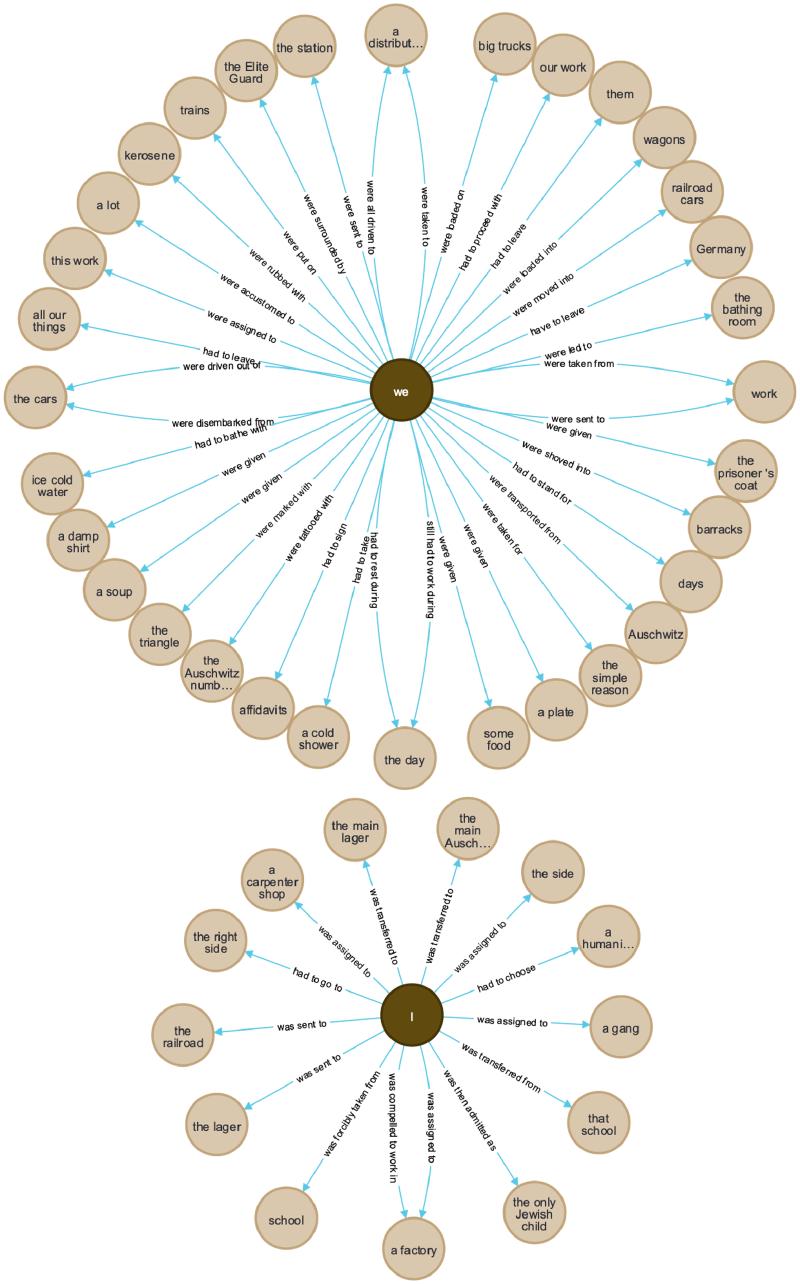 a
distribut...
the station
big trucks
the Elite
Guard
our work
trains
them
kerosene
wagons
a lot
railroad
cars
this work
Germany
all our
things
the
bathing
room
the cars
work
ice cold
water
the
prisoner 's
coat
a damp
shirt
barracks
a soup
days
the
triangle
Auschwitz
the
Auschwitz
numb...
the
simple
reason
affidavits
a plate
a cold
shower
some
food
the day
we
were all driven to
were taken to
were sent to
were loaded on
were surrounded by
had to proceed with
were put on
had to leave
were rubbed with
were loaded into
were accustomed to
were moved into
were assigned to
have to leave
had to leave
were led to
were driven out of
were taken from
were disembarked from
were sent to
had to bathe with
were given
were given
were shoved into
were given
had to stand for
were marked with
were transported from
were tattooed with
were taken for
had to sign
were given
had to take
were given
had to rest during
still had to work during
the main
lager
the
main
Ausch...
a
carpenter
shop
the side
the right
side
a
humani...
the
railroad
a gang
the lager
that
school
school
the only
Jewish
child
a factory
I
was transferred to
was transferred to
was assigned to
was assigned to
had to go to
had to choose
was sent to
was assigned to
was sent to
was transferred from
was forcibly taken from
was then admitted as
was compelled to work in
was assigned to